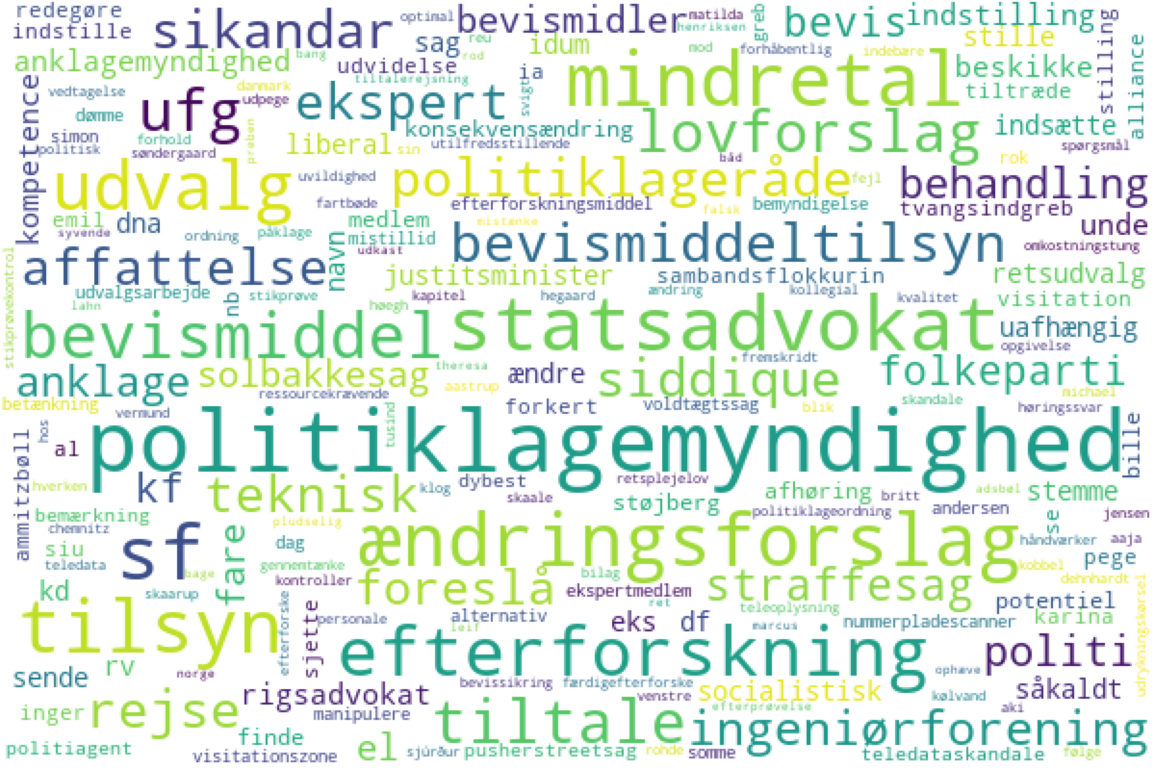 redegøre
optimal
bevismidler
matilda
greb
bevis
indstilling
indstille
sikandar
henriksen
stille
stilling
sag
reu
idum
mod
forhåbentlig
indebære
alliance
anklagemyndighed
bang
rod
udvidelse
ja
mindretal
beskikke
tiltalerejsning
svigt
tiltræde
kompetence
vedtagelse
danmark
ufg
udpege
ekspert
dømme
simon
forhold
preben
konsekvensændring
lovforslag
indsætte
politisk
søndergaard
liberal
sin
utilfredsstillende
spørgsmål
båd
rok
udvalg
uvildighed
politiklageråde
fejl
behandling
fartbøde
efterforskningsmiddel
bemyndigelse
tvangsindgreb
emil
dna
medlem
mistanke
falsk
unde
syvende
ordning
påklage
navn
mistillid
bevismiddeltilsyn
omkostningstung
udkast
stikprøvekontrol
affattelse
justitsminister
sambandsflokkurin
retsudvalg
udvalgsarbejde
nb
stikprøve
høegh
kapitel
hegaard
ændring
kollegial
kvalitet
visitation
lahn
bevismiddel
statsadvokat
uafhængig
opgivelse
anklage
solbakkesag
theresa
ændre
fremskridt
siddique
folkeparti
aastrup
betænkning
vermund
ressourcekrævende
tusind
forkert
voldtægtssag
blik
skandale
michael
høringssvar
hos
ammitzbøll
al
politiklagemyndighed
bille
hverken
kf
teknisk
klog
dybest
retsplejelov
afhøring
britt
adsbøl
stemme
skaale
støjberg
bemærkning
chemnitz
pludselig
politiklageordning
andersen
se
jensen
siu
sf
fare
dag
ændringsforslag
håndværker
aaja
teledata
gennemtænke
pege
bage
kontroller
bilag
kobbel
kd
skaarup
foreslå
ekspertmedlem
straffesag
dehnhardt
udrykningskørsel
efterforske
sjette
ret
potentiel
tilsyn
personale
alternativ
teleoplysning
karina
leif
eks
df
marcus
nummerpladescanner
rv
norge
efterforskning
ophæve
politi
sende
bevissikring
færdigefterforske
venstre
socialistisk
kølvand
såkaldt
rigsadvokat
efterprøvelse
aki
inger
rejse
manipulere
tiltale
ingeniørforening
finde
politiagent
visitationszone
el
sjúrður
pusherstreetsag
rohde
somme
teledataskandale
følge